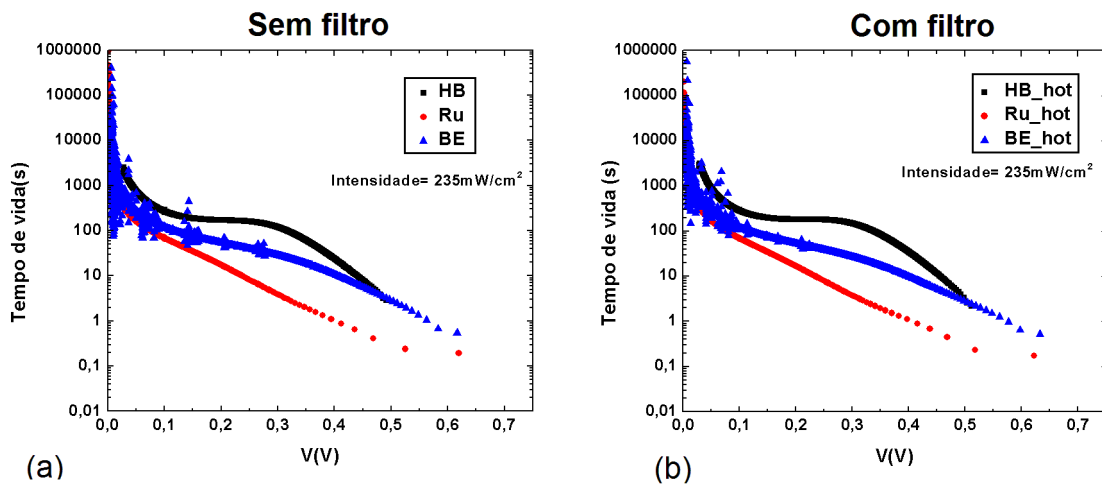 Sem filtro
1000000
100000
10000
1000
100
10
1
0,1
0,01
Tempo de vida(s)
HB
Ru
BE
Intensidade= 235mW/cm²
0,0 0,1 0,2 0,3 0,4 0,5 0,6 0,7
V(V)
(a)
Com filtro
1000000
100000
10000
1000
100
10
1
0,1
0,01
Tempo de vida (s)
HB_hot
Ru_hot
BE_hot
Intensidade= 235mW/cm²
0,0 0,1 0,2 0,3 0,4 0,5 0,6 0,7
V(V)
(b)